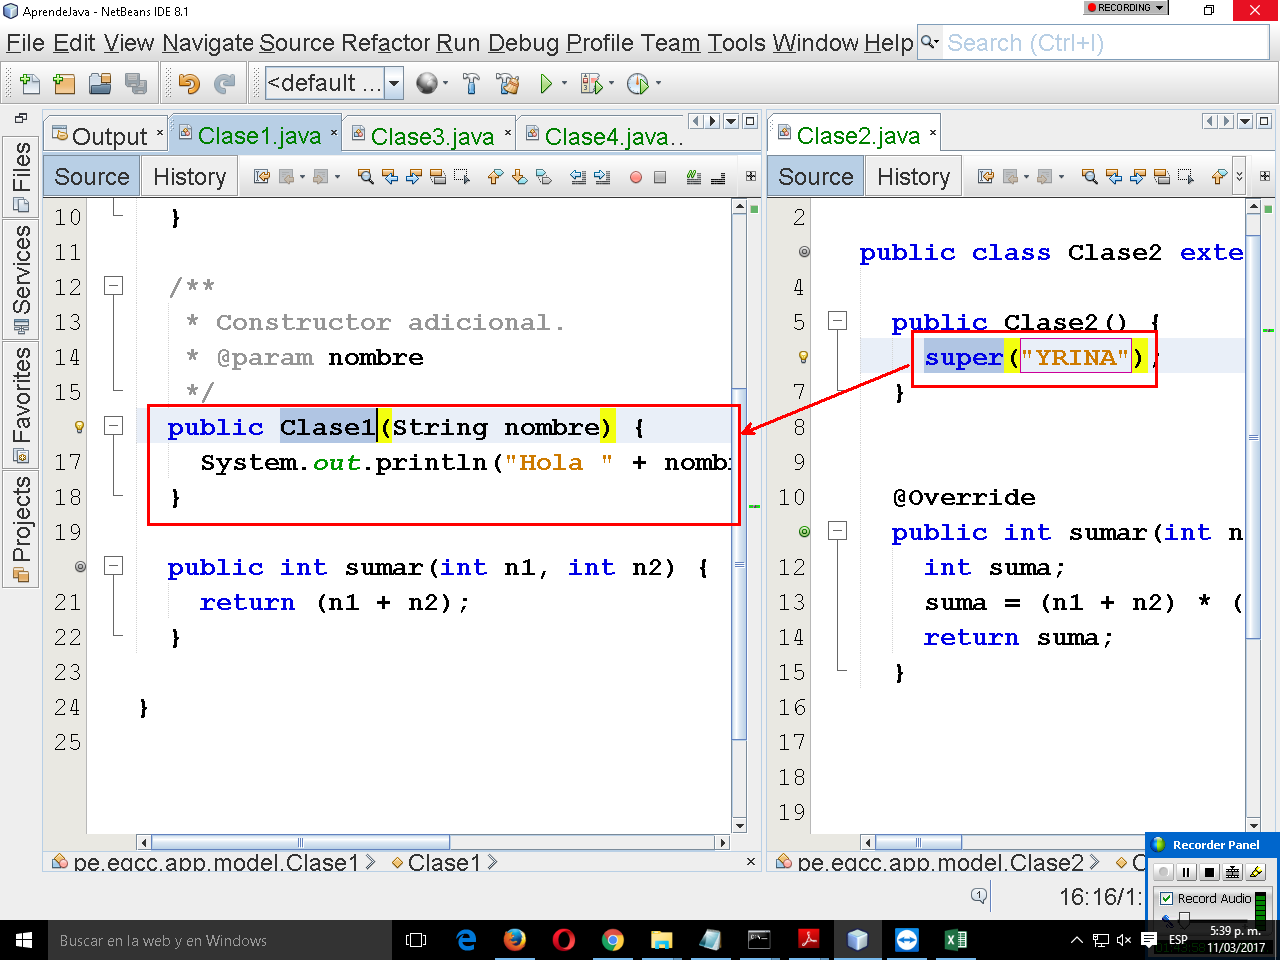 AprendeJava - NetBeans IDE 8.1
RECORDING
File Edit View Navigate Source Refactor Run Debug Profile Team Tools Window Help
Search (Ctrl+I)
<default ...
Output
Clase1.java
Clase3.java
Clase4.java...
Clase2.java
Source History
Source History
Files
Services
Favorites
Projects
10 }
11
12 /**
13 * Constructor adicional.
14 * @param nombre
15 */
public Clase1(String nombre) {
17 System.out.println("Hola " + nomb
18 }
19
public int sumar(int n1, int n2) {
21 return (n1 + n2);
22 }
23
24 }
25
2
public class Clase2 exte
4
5 public Clase2() {
super("YRINA");
7 }
8
9
10 @Override
public int sumar(int n
12 int suma;
13 suma = (n1 + n2) * (
14 return suma;
15 }
16
17
18
19
pe.egcc.app.model.Clase1
Clase1
pe.egcc.app.model.Clase2
C
16:16/1:
1
Recorder Panel
Record Audio
Buscar en la web y en Windows
ESP
5:39 p. m.
11/03/2017